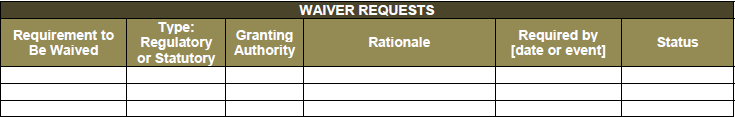 WAIVER REQUESTS
Requirement to
Be Waived
Type:
Regulatory
or Statutory
Granting
Authority
Rationale
Required by
[date or event]
Status